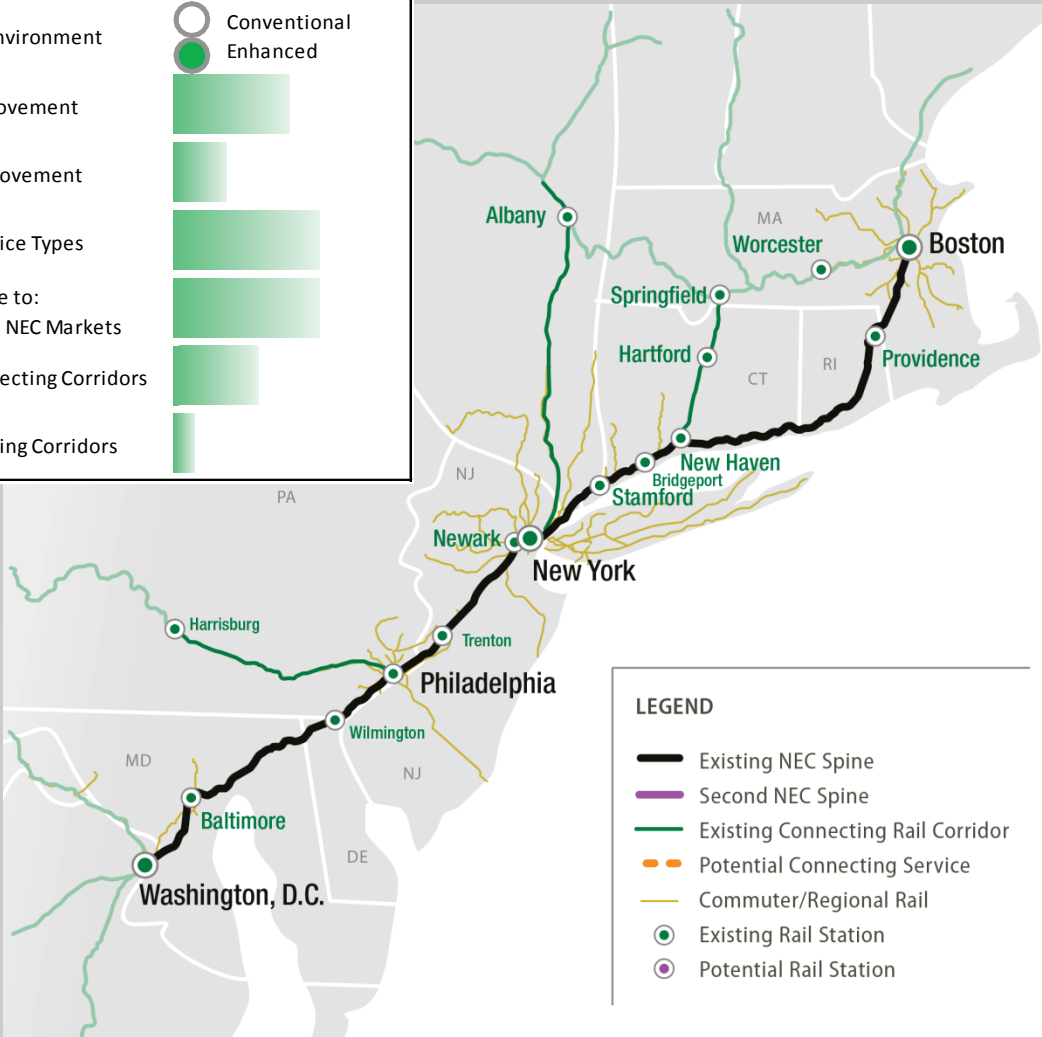 Conventional
nvironment
Enhanced
ovement
ovement
ice Types
e to:
NEC Markets
ecting Corridors
ing Corridors
Albany
MA
Worcester
Boston
Springfield
Hartford
Providence
CT
RI
New Haven
Bridgeport
Stamford
NJ
PA
Newark
New York
Harrisburg
Trenton
Philadelphia
Wilmington
MD
NJ
Baltimore
DE
Washington, D.C.
LEGEND
Existing NEC Spine
Second NEC Spine
Existing Connecting Rail Corridor
Potential Connecting Service
Commuter/Regional Rail
Existing Rail Station
Potential Rail Station